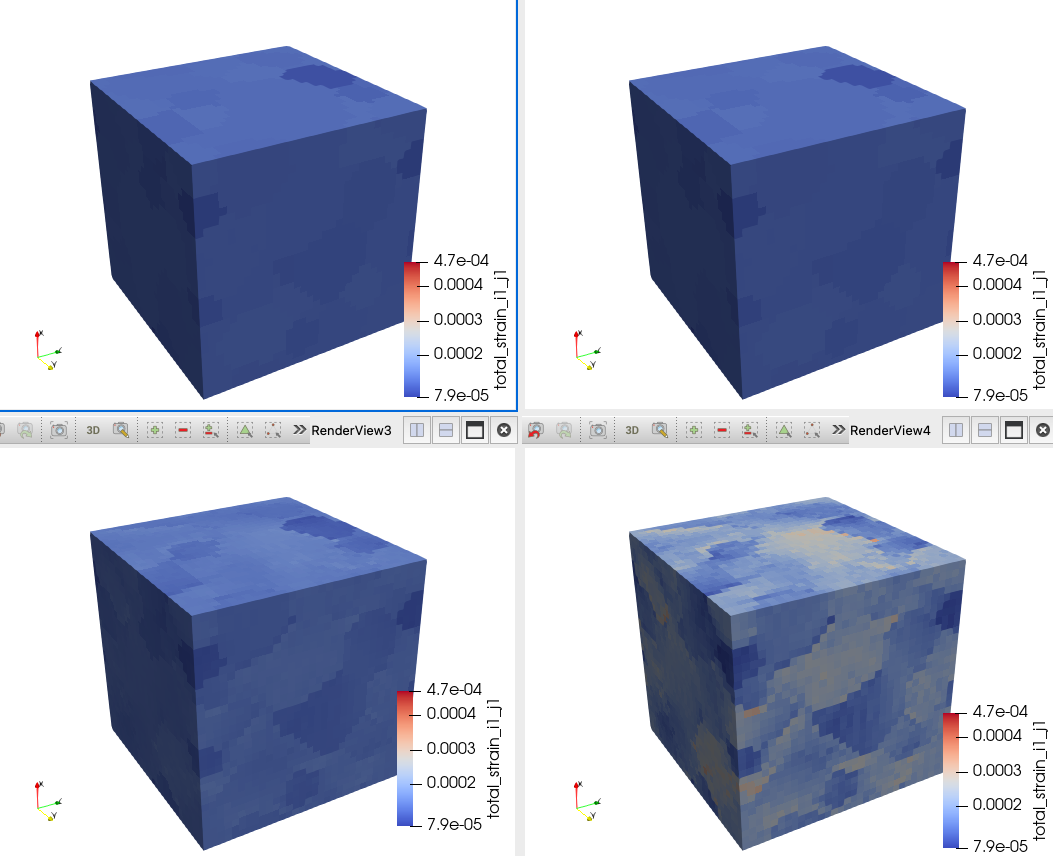 4.7e-04
0.0004
0.0003
0.0002
7.9e-05
total_strain_i1_j1
4.7e-04
0.0004
0.0003
0.0002
7.9e-05
total_strain_i1_j1
3D
RenderView3
3D
RenderView4
4.7e-04
0.0004
0.0003
0.0002
7.9e-05
total_strain_i1_j1
4.7e-04
0.0004
0.0003
0.0002
7.9e-05
total_strain_i1_j1